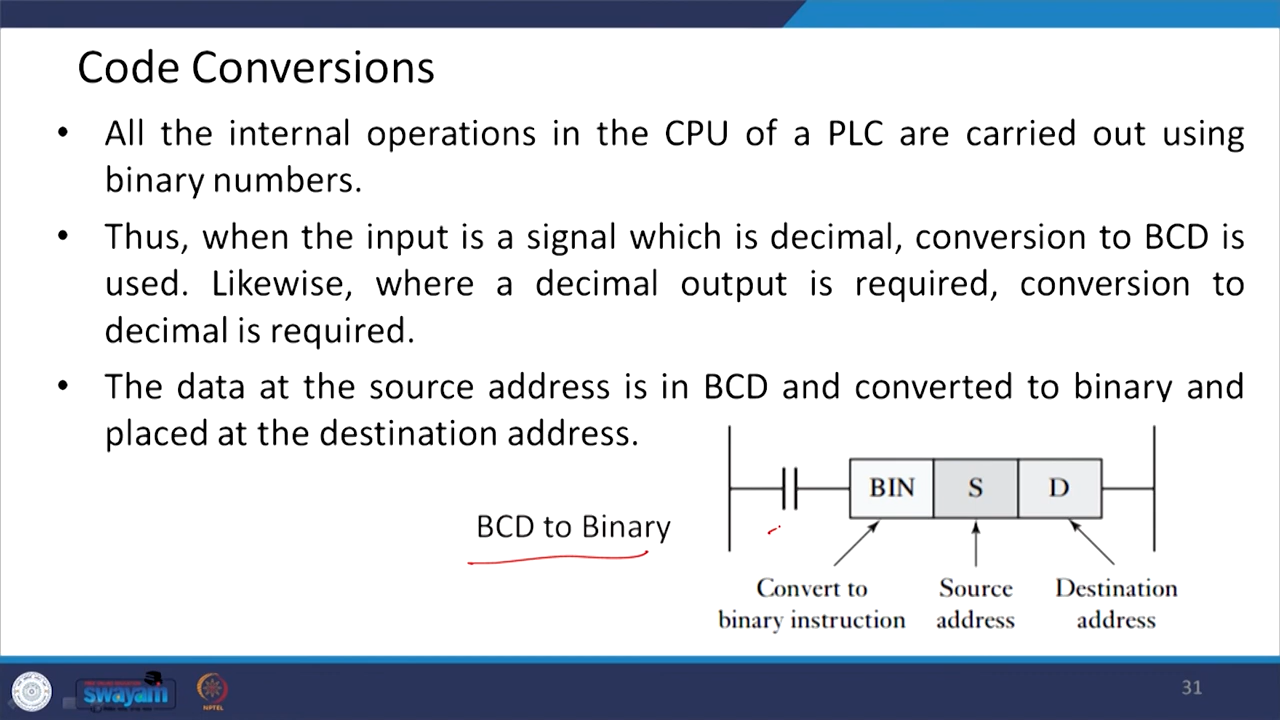 Code Conversions
• All the internal operations in the CPU of a PLC are carried out using
binary numbers.
• Thus, when the input is a signal which is decimal, conversion to BCD is
used. Likewise, where a decimal output is required, conversion to
decimal is required.
• The data at the source address is in BCD and converted to binary and
placed at the destination address.
BIN S D
BCD to Binary
Convert to
binary instruction
Source
address
Destination
address
swayam
NPTEL
31